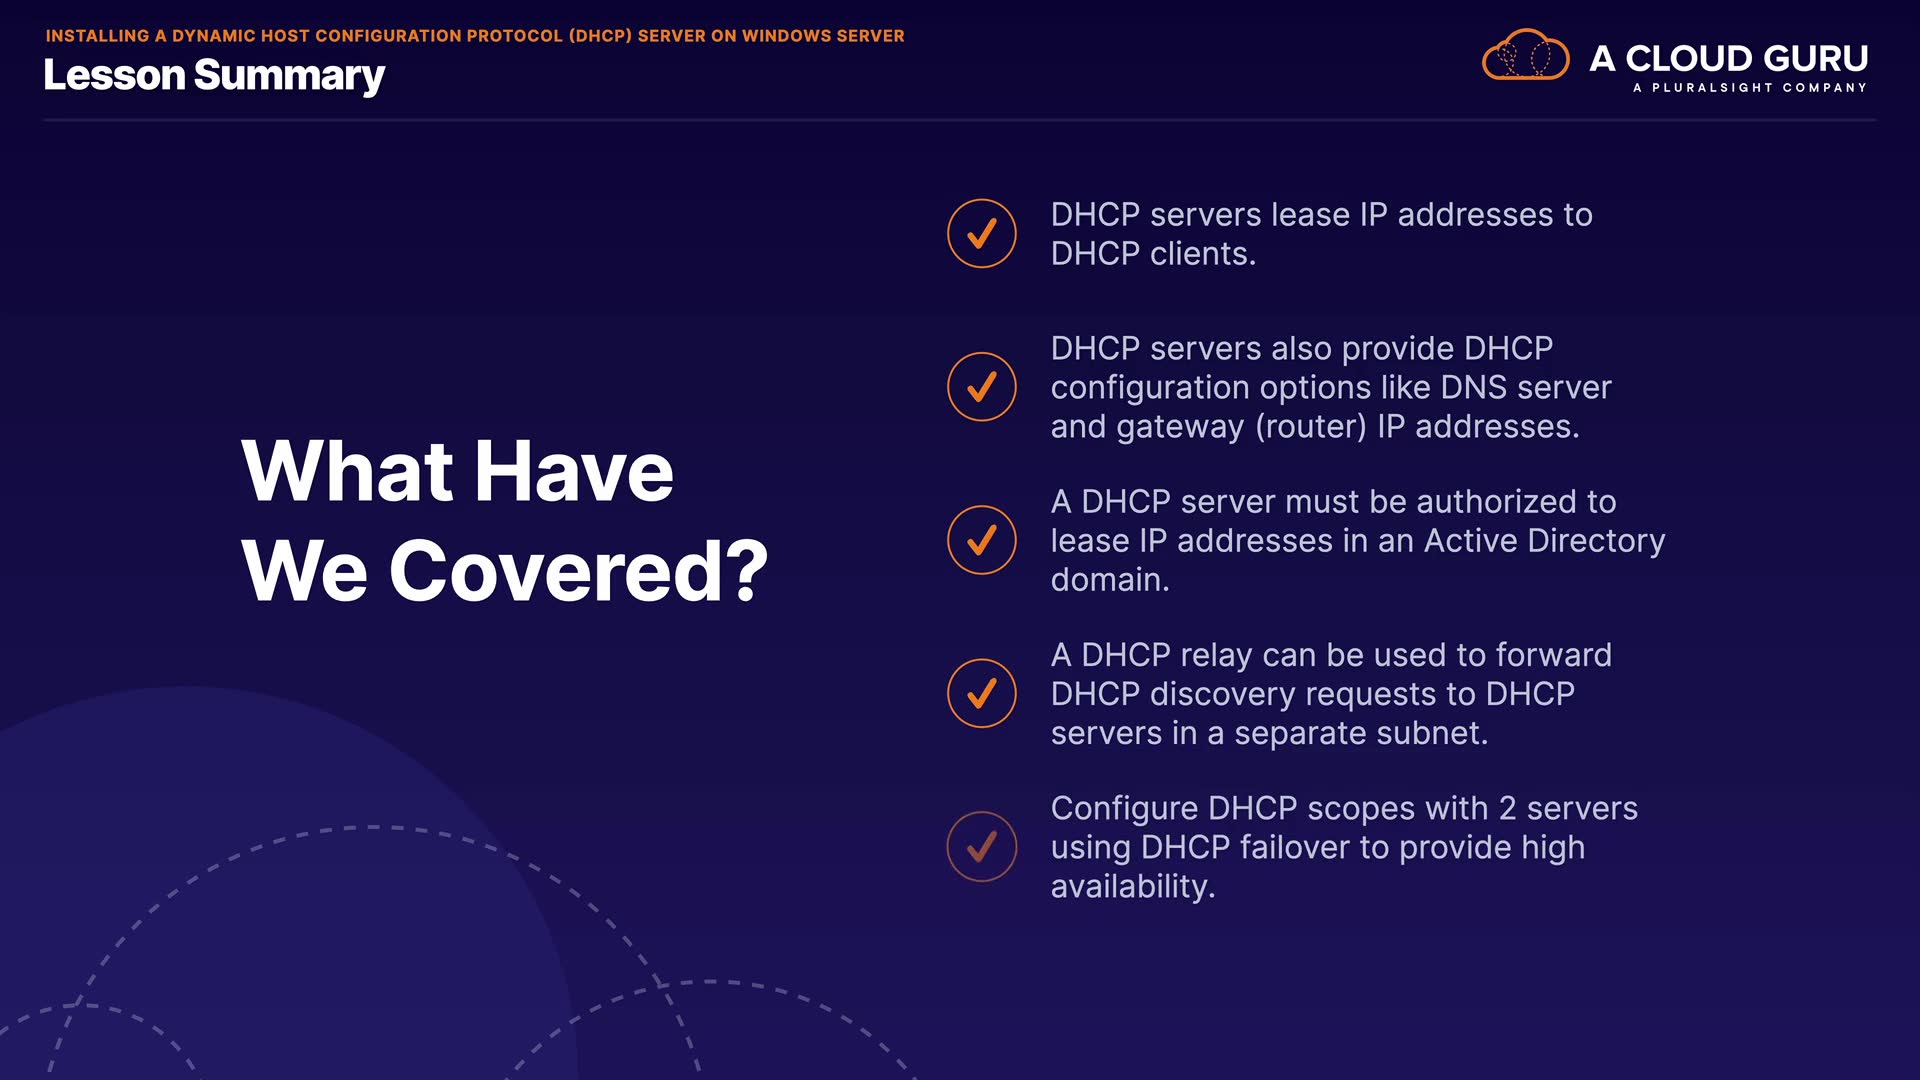 INSTALLING A DYNAMIC HOST CONFIGURATION PROTOCOL (DHCP) SERVER ON WINDOWS SERVER
Lesson Summary
A CLOUD GURU
A PLURALSIGHT COMPANY
What Have
We Covered?
DHCP servers lease IP addresses to
DHCP clients.
DHCP servers also provide DHCP
configuration options like DNS server
and gateway (router) IP addresses.
A DHCP server must be authorized to
lease IP addresses in an Active Directory
domain.
A DHCP relay can be used to forward
DHCP discovery requests to DHCP
servers in a separate subnet.
Configure DHCP scopes with 2 servers
using DHCP failover to provide high
availability.